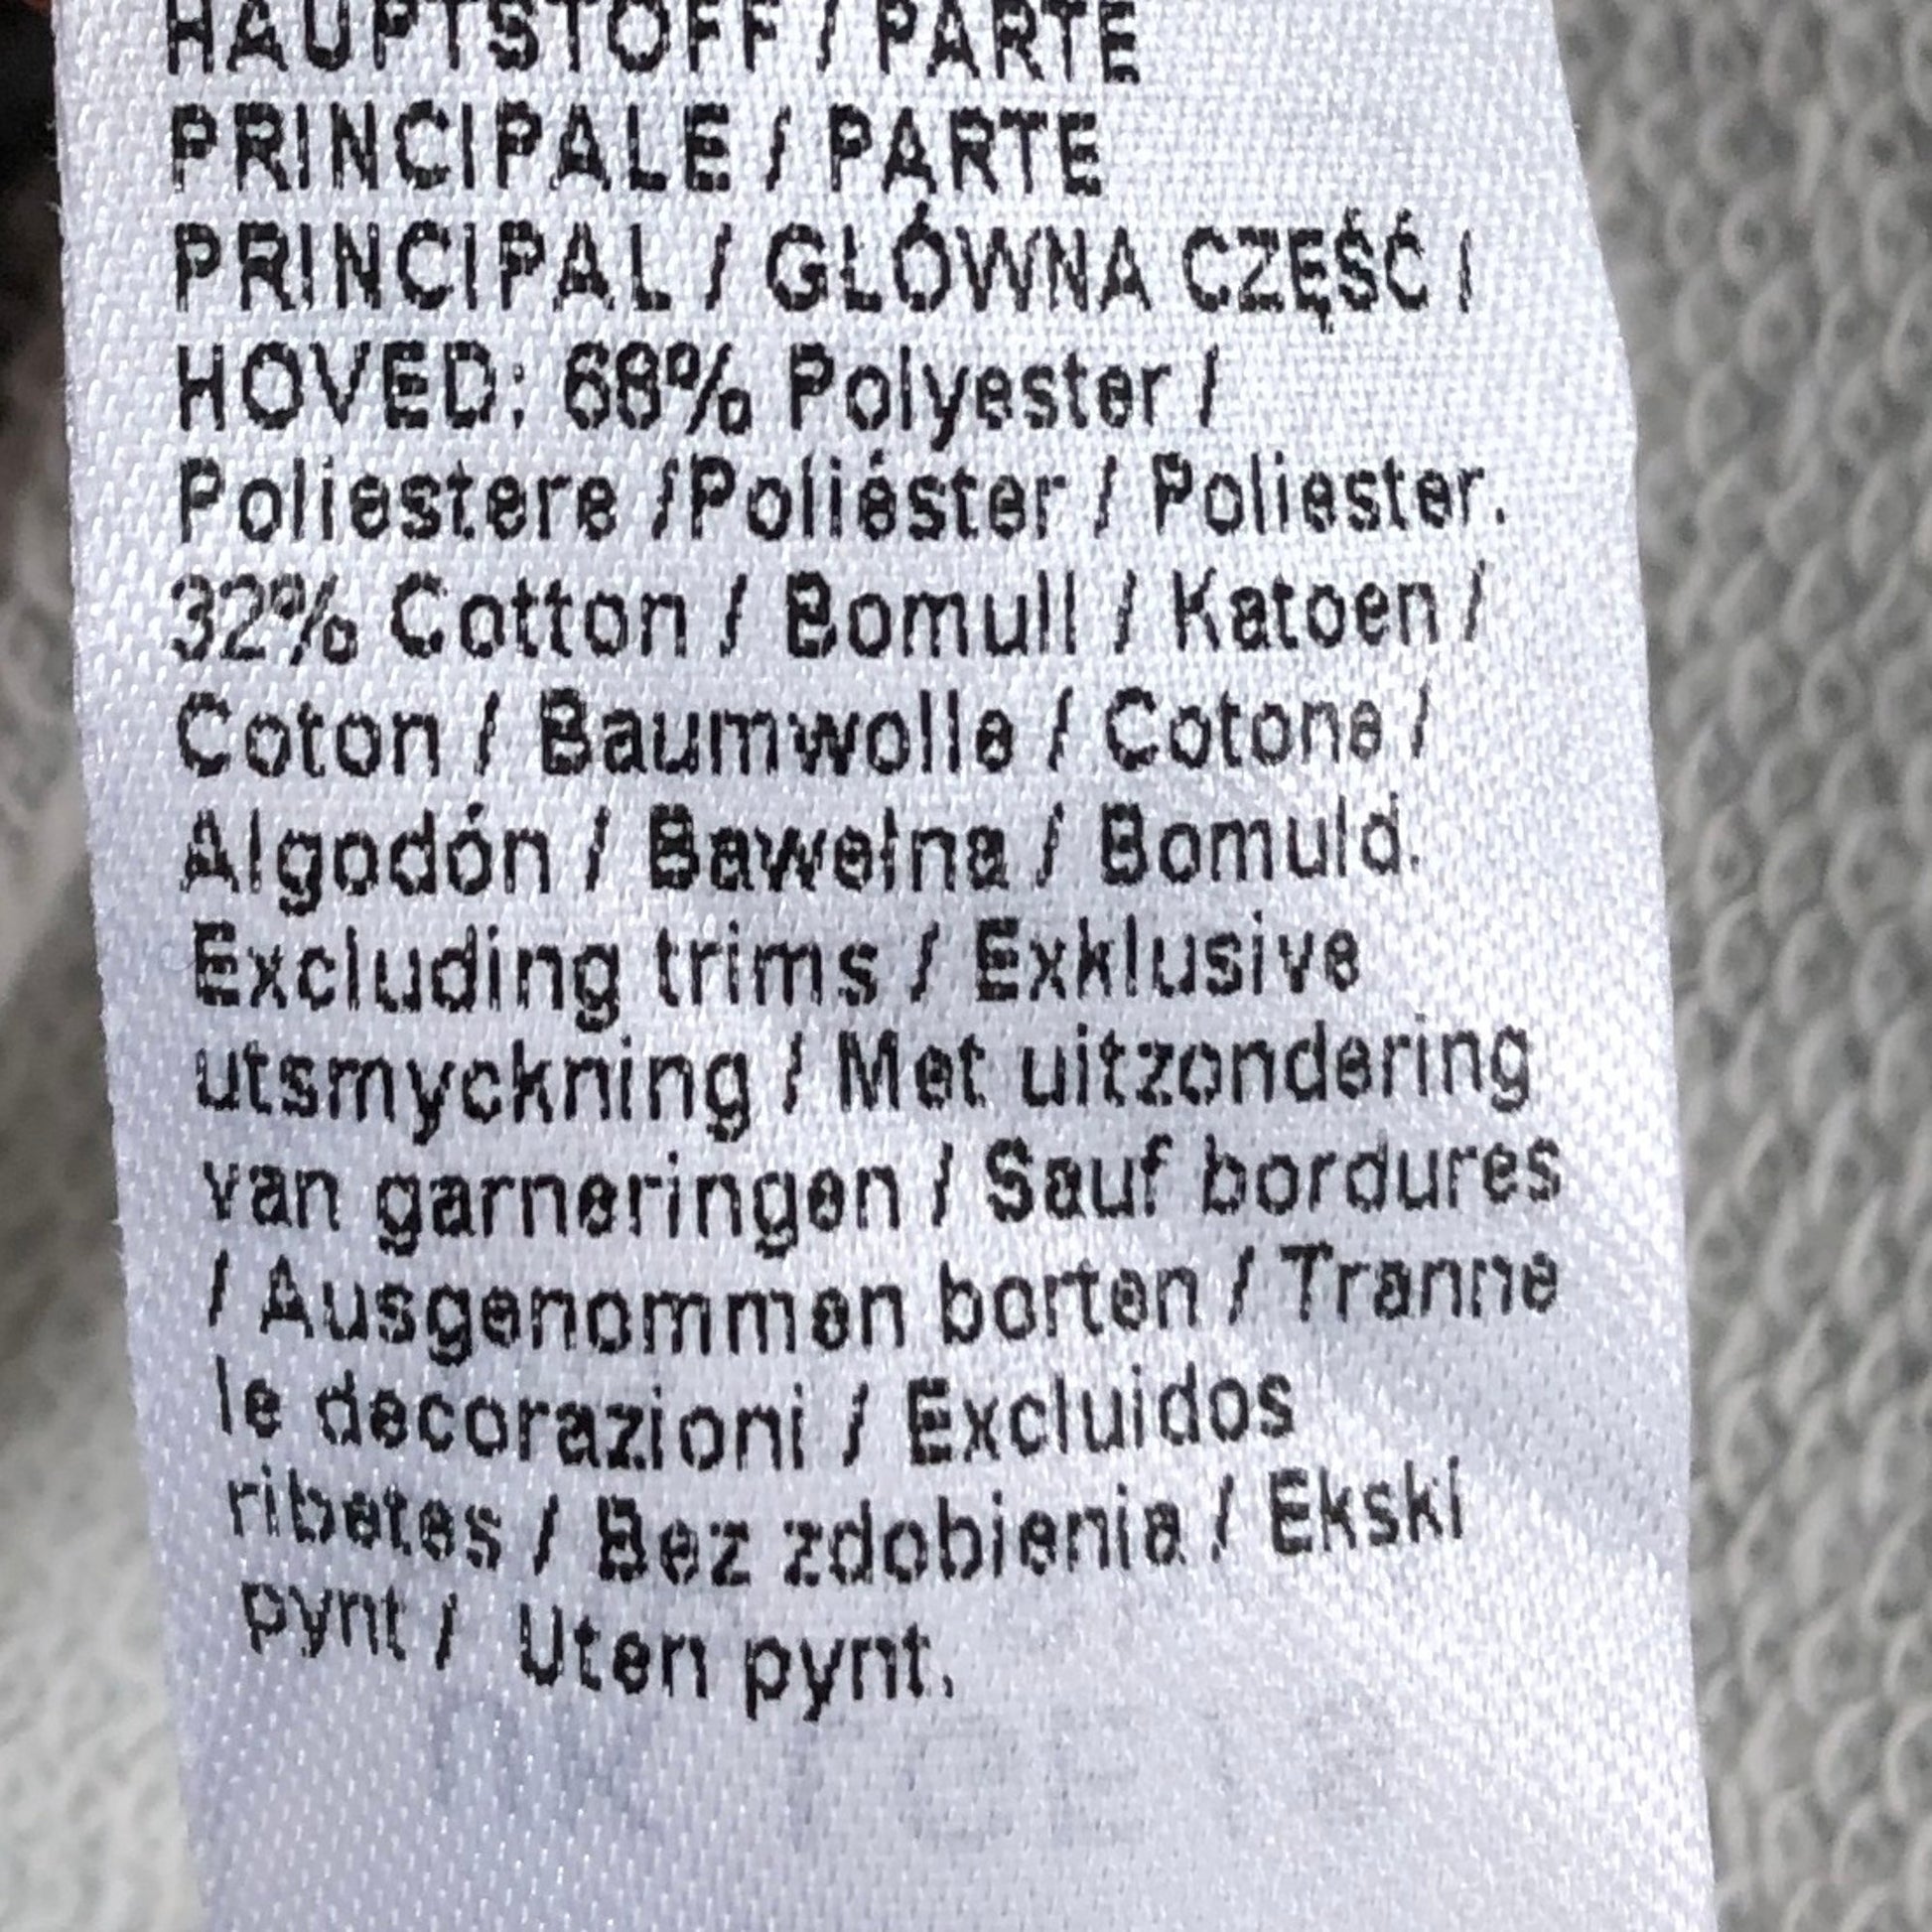 HAUPTSTOFF / PARTE
PRINCIPALE / PARTE
PRINCIPAL / GŁÓWNA CZĘŚĆ /
HOVED: 68% Polyester /
Poliestere /Poliéster / Poliester.
32% Cotton / Bomull / Katoen /
Coton / Baumwolle / Cotone /
Algodón / Bawełna / Bomuld.
Excluding trims / Exklusive
utsmyckning / Met uitzondering
van garneringen / Sauf bordures
/ Ausgenommen borten / Tranne
le decorazioni / Excluidos
ribetes / Bez zdobienia / Ekski
pynt / Uten pynt.